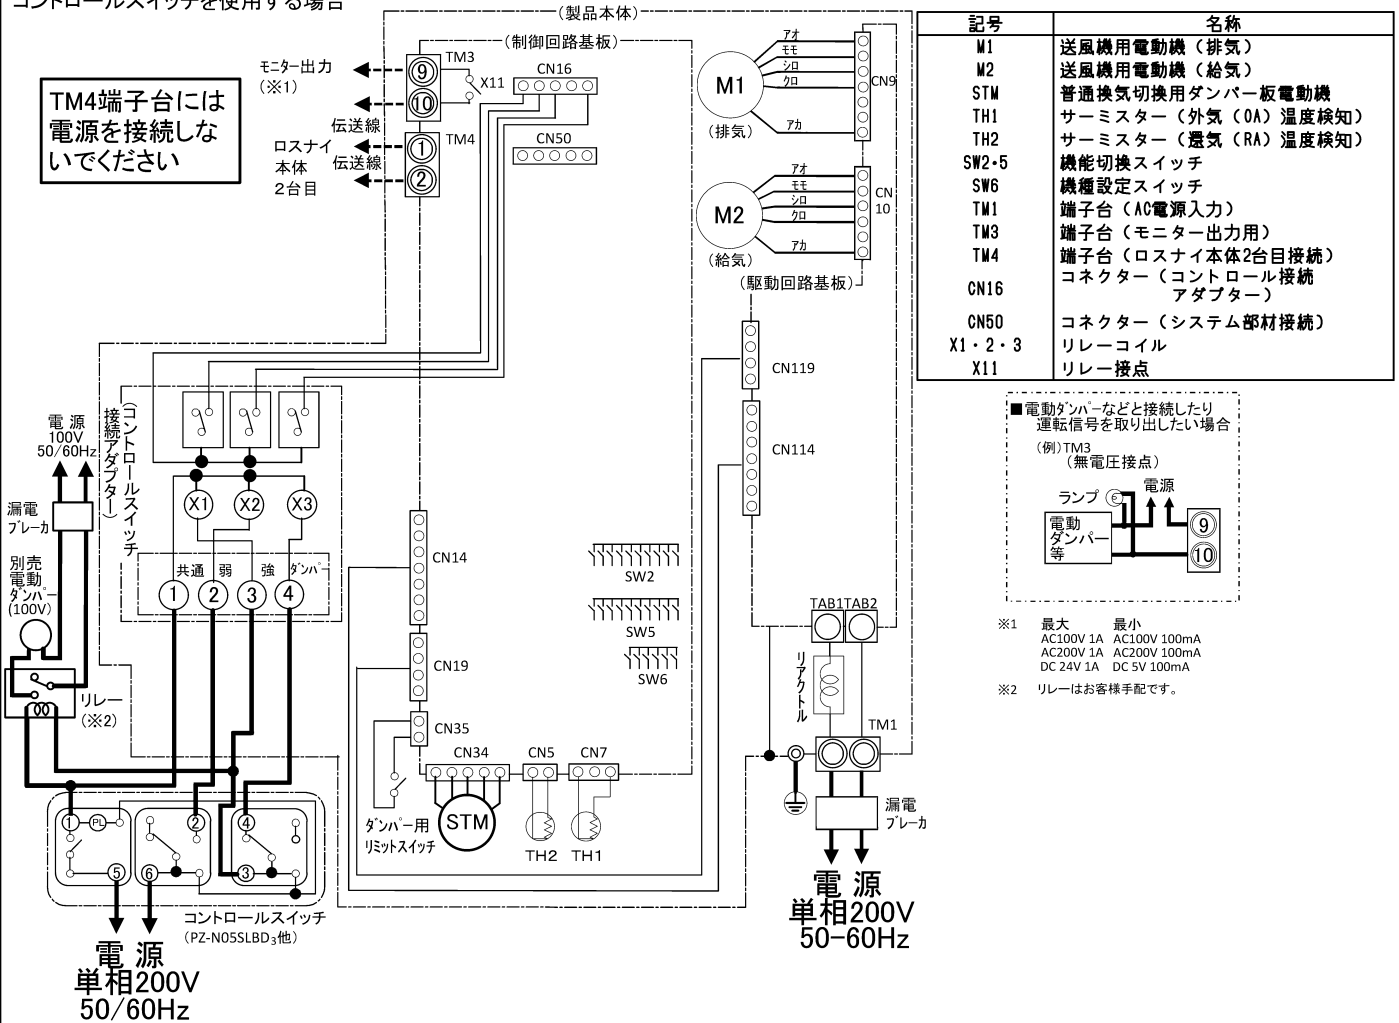 コントロールスイッチを使用する場合
TM4端子台には
電源を接続しな
いでください
(製品本体)
(制御回路基板)
モニター出力
(※1)
伝送線
ロスナイ
本体
2台目
伝送線
9
10
TM3
X11
1
2
TM4
CN16
CN50
M1
(排気)
アオ
モモ
シロ
クロ
アカ
CN9
M2
(給気)
アオ
モモ
シロ
クロ
アカ
CN
10
(駆動回路基板)
CN119
CN114
記号 名称
M1 送風機用電動機(排気)
M2 送風機用電動機(給気)
STM 普通換気切換用ダンパー板電動機
TH1 サーミスター(外気(OA)温度検知)
TH2 サーミスター(還気(RA)温度検知)
SW2・5 機能切換スイッチ
SW6 機種設定スイッチ
TM1 端子台(AC電源入力)
TM3 端子台(モニター出力用)
TM4 端子台(ロスナイ本体2台目接続)
CN16 コネクター(コントロール接続
アダプター)
CN50 コネクター(システム部材接続)
X1・2・3 リレーコイル
X11 リレー接点
■電動ダンパーなどと接続したり
運転信号を取り出したい場合
(例)TM3
(無電圧接点)
ランプ
電源
電動
ダンパー
等
9
10
※1 最大 最小
AC100V 1A AC100V 100mA
AC200V 1A AC200V 100mA
DC 24V 1A DC 5V 100mA
※2 リレーはお客様手配です。
電源
100V
50/60Hz
漏電
ブレーカ
別売
電動
ダンパー
(100V)
リレー
(※2)
(コントロールスイッチ
接続アダプター)
X1
X2
X3
共通 弱 強 ダンパー
1 2 3 4
CN14
CN19
CN35
CN34
CN5
CN7
STM
TH2
TH1
ダンパー用
リミットスイッチ
SW2
SW5
SW6
TAB1 TAB2
リアクトル
TM1
漏電
ブレーカ
電源
単相200V
50-60Hz
1 PL 2 4
5 6 3
コントロールスイッチ
(PZ-N05SLBD3他)
電源
単相200V
50/60Hz